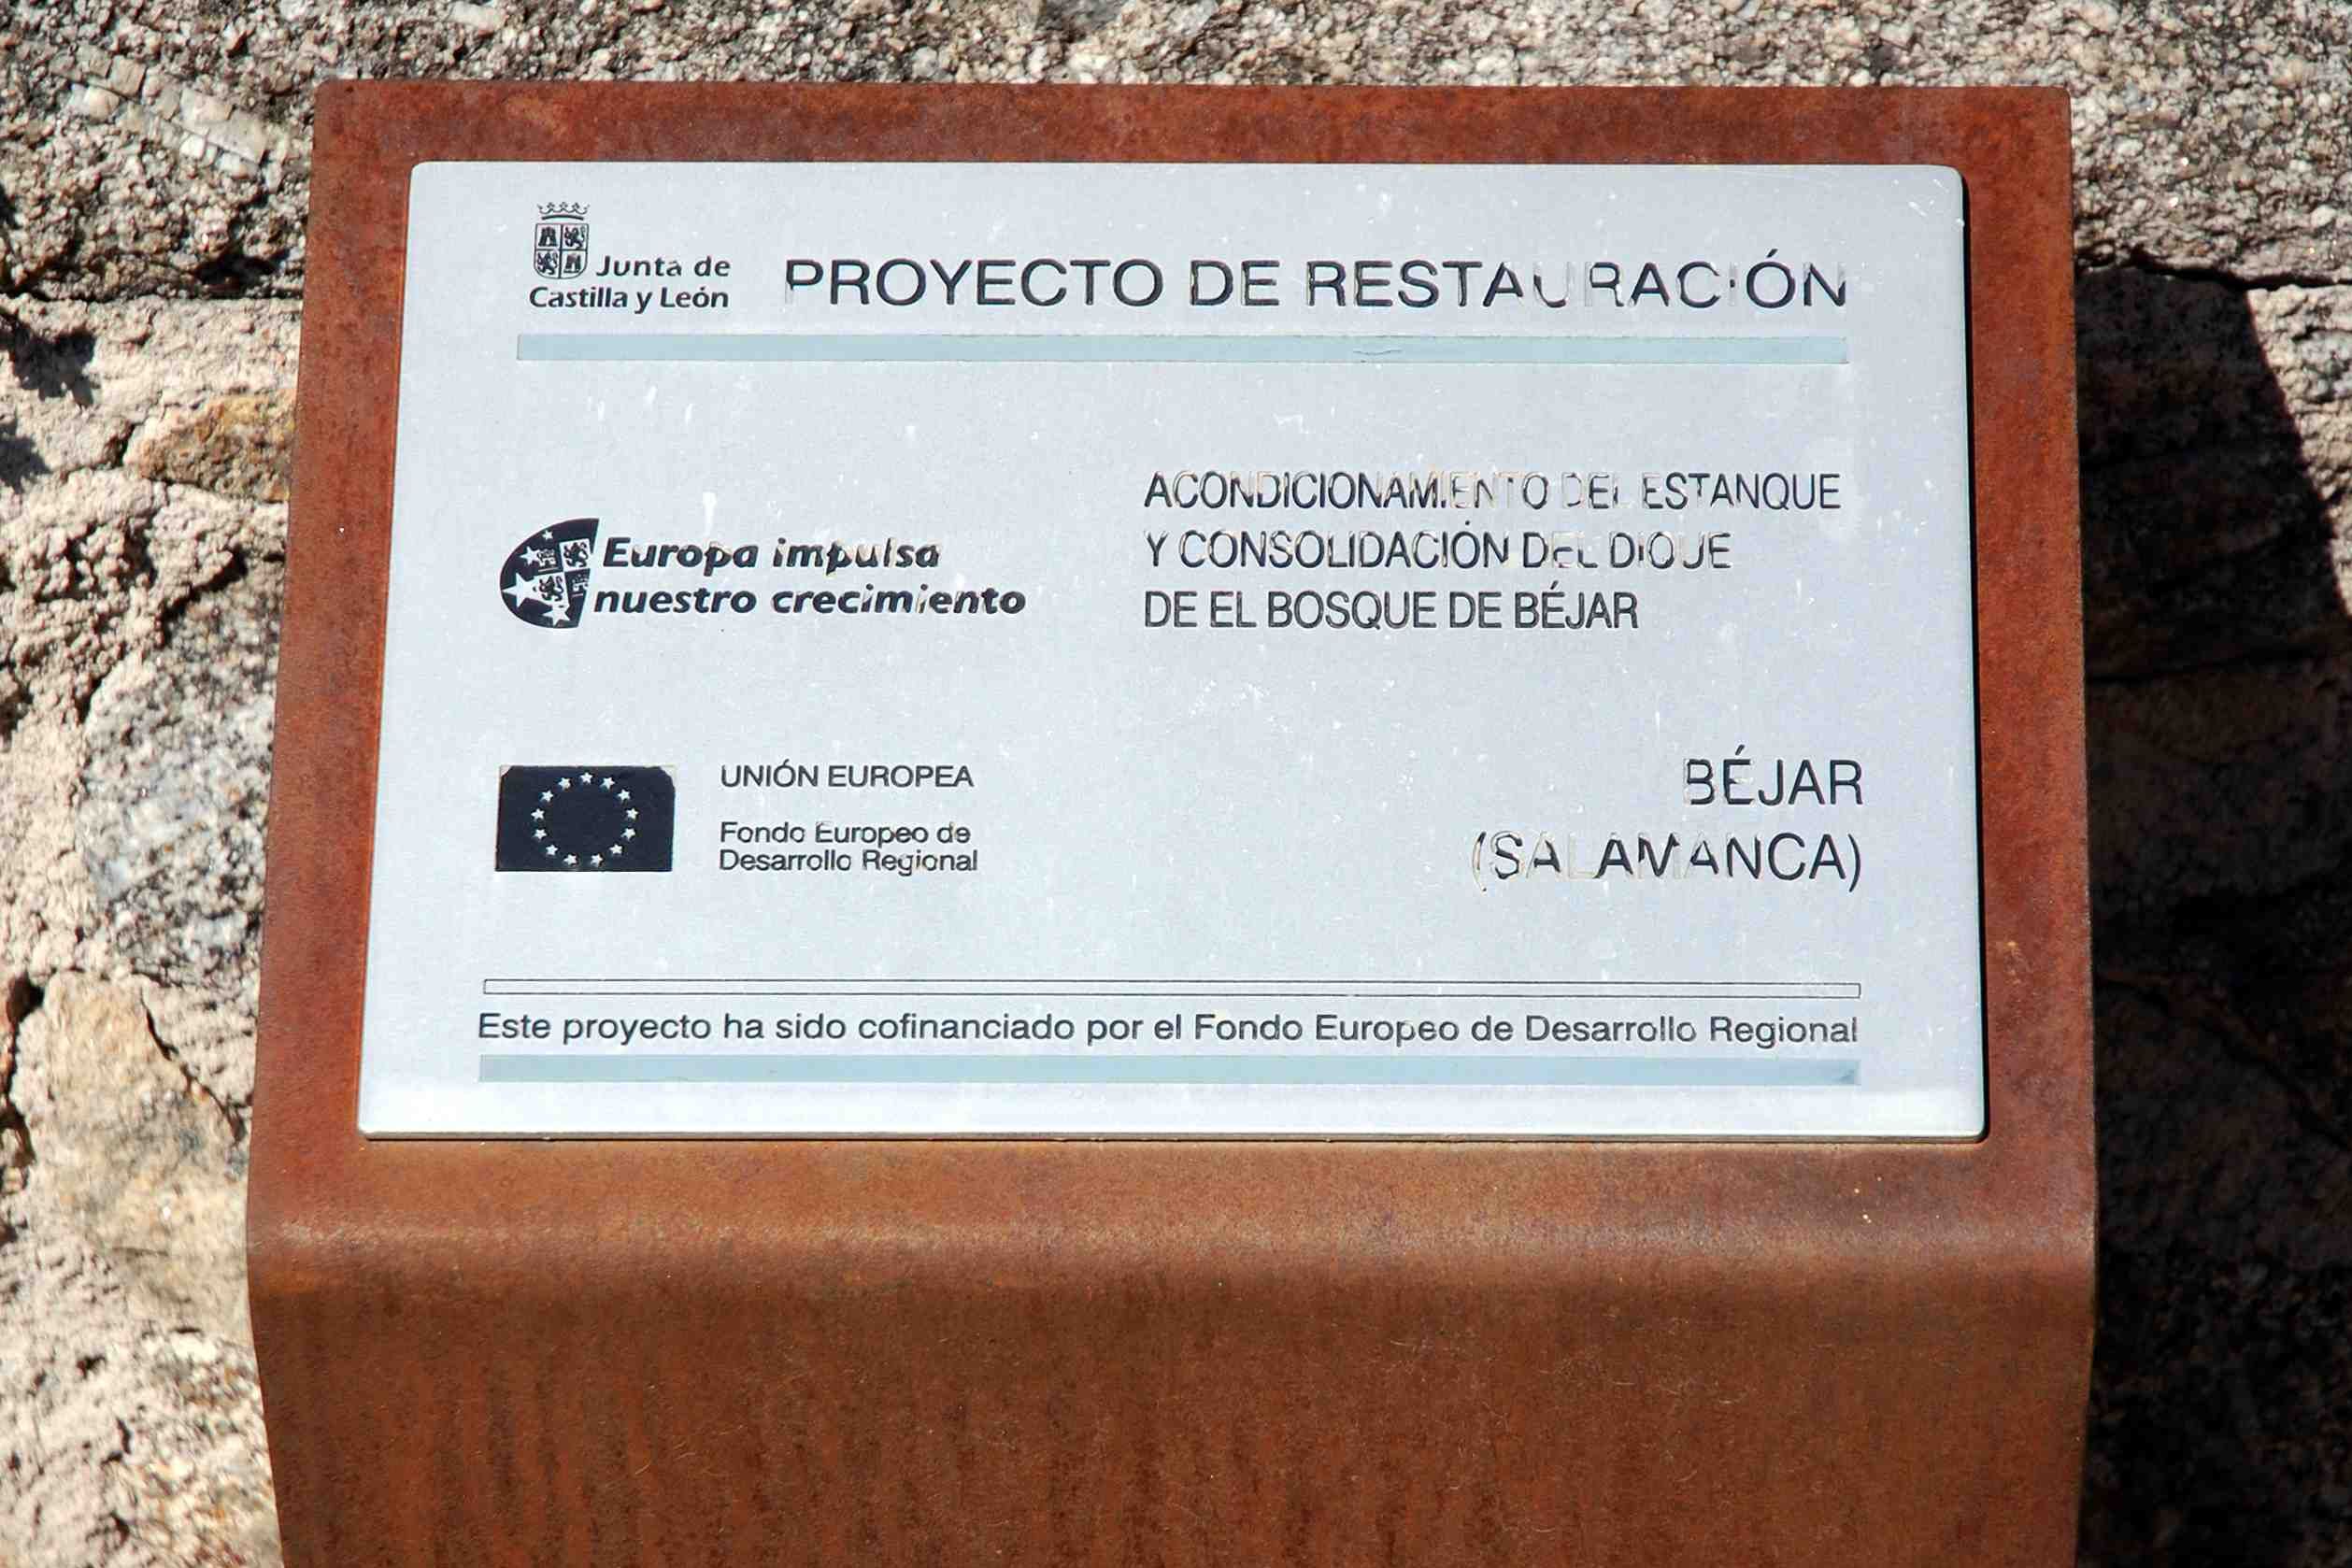 Junta de
Castilla y León
PROYECTO DE RESTAURACIÓN
Europa impulsa
nuestro crecimiento
ACONDICIONAMIENTO DEL ESTANQUE
Y CONSOLIDACIÓN DEL DIQUE
DE EL BOSQUE DE BÉJAR
UNIÓN EUROPEA
Fondo Europeo de
Desarrollo Regional
BÉJAR
(SALAMANCA)
Este proyecto ha sido cofinanciado por el Fondo Europeo de Desarrollo Regional